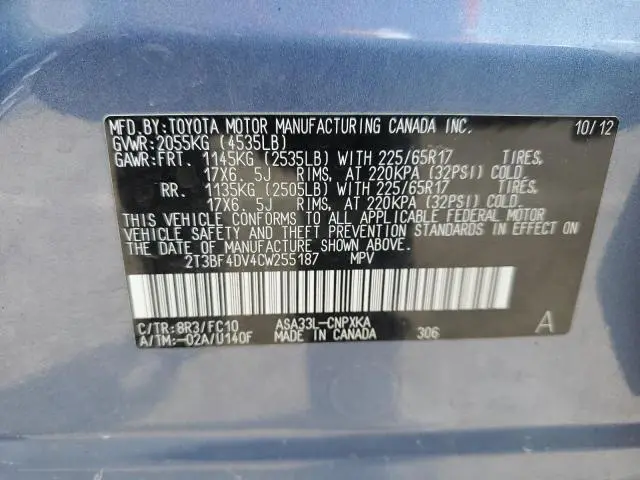 MFD.BY:TOYOTA MOTOR MANUFACTURING CANADA INC. 10/12
GVWR:2055KG (4535LB)
GAWR:FRT. 1145KG (2535LB) WITH 225/65R17 TIRES,
17X6. 5J RIMS, AT 220KPA (32PSI) COLD.
RR. 1135KG (2505LB) WITH 225/65R17 TIRES,
17X6. 5J RIMS, AT 220KPA (32PSI) COLD.
THIS VEHICLE CONFORMS TO ALL APPLICABLE FEDERAL MOTOR
VEHICLE SAFETY AND THEFT PREVENTION STANDARDS IN EFFECT ON
THE DATE OF MANUFACTURE SHOWN ABOVE.
2T3BF4DV4CW255187 MPV
C/TR:8R3/FC10 ASA33L-CNPXKA A
A/TM:-02A/U140F MADE IN CANADA 306